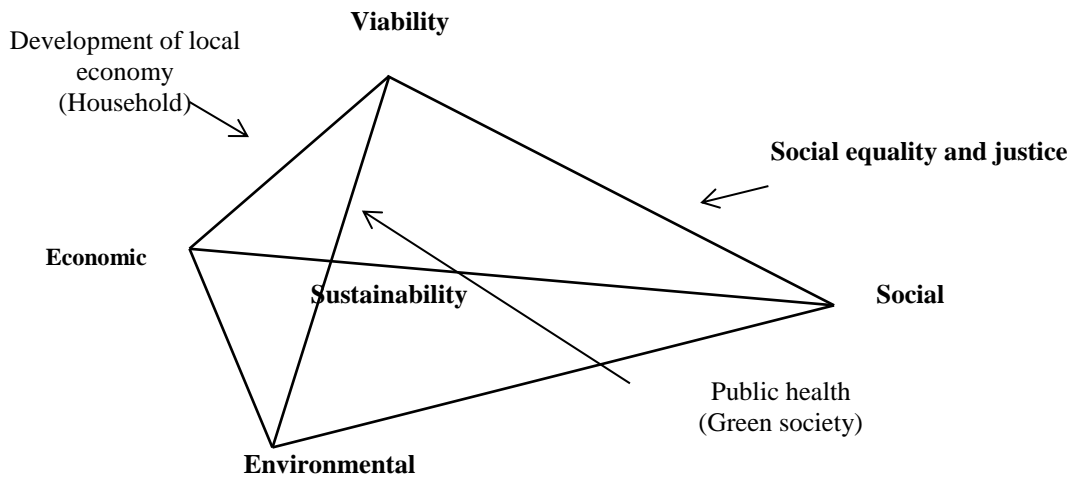 Viability
Development of local
economy
(Household)
Social equality and justice
Economic
Sustainability
Social
Public health
(Green society)
Environmental